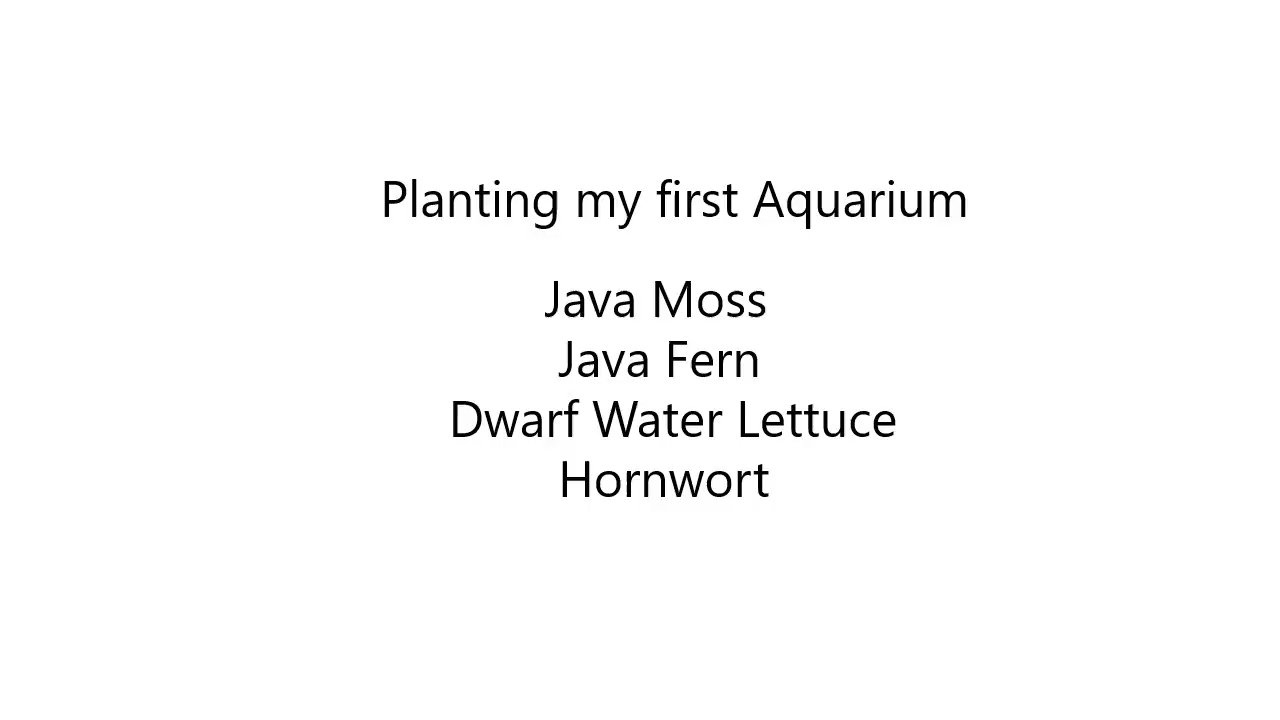 Planting my first Aquarium
Java Moss
Java Fern
Dwarf Water Lettuce
Hornwort